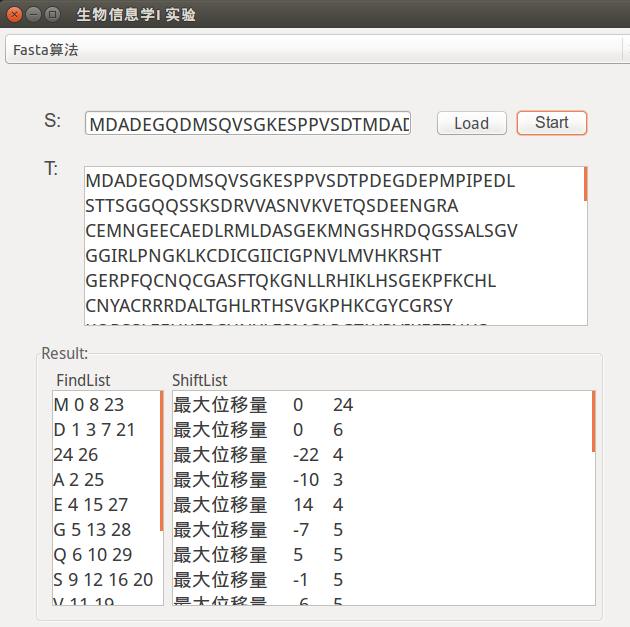 生物信息学I 实验
Fasta算法
S:
MDADEGQDMSQVSGKESPPVSDTMDAD
Load
Start
T:
MDADEGQDMSQVSGKESPPVSDTPDEGDEPMPIPEDL
STTSGGQQSSKSDRVVASNVKVETQSDEENGRA
CEMNGEECAEDLRMLDASGEKMNGSHRDQGSSALSGV
GGIRLPNGKLKCDICGIICIGPNVLMVHKRSHT
GERPFQCNQCGASFTQKGNLLRHIKLHSGEKPFKCHL
CNYACRRRDALTGHLRTHSVGKPHKCGYCGRSY
Result:
FindList
M 0 8 23
D 1 3 7 21
24 26
A 2 25
E 4 15 27
G 5 13 28
Q 6 10 29
S 9 12 16 20
V 11 19
ShiftList
最大位移量 0 24
最大位移量 0 6
最大位移量 -22 4
最大位移量 -10 3
最大位移量 14 4
最大位移量 -7 5
最大位移量 5 5
最大位移量 -1 5
最大位移量 -6 5